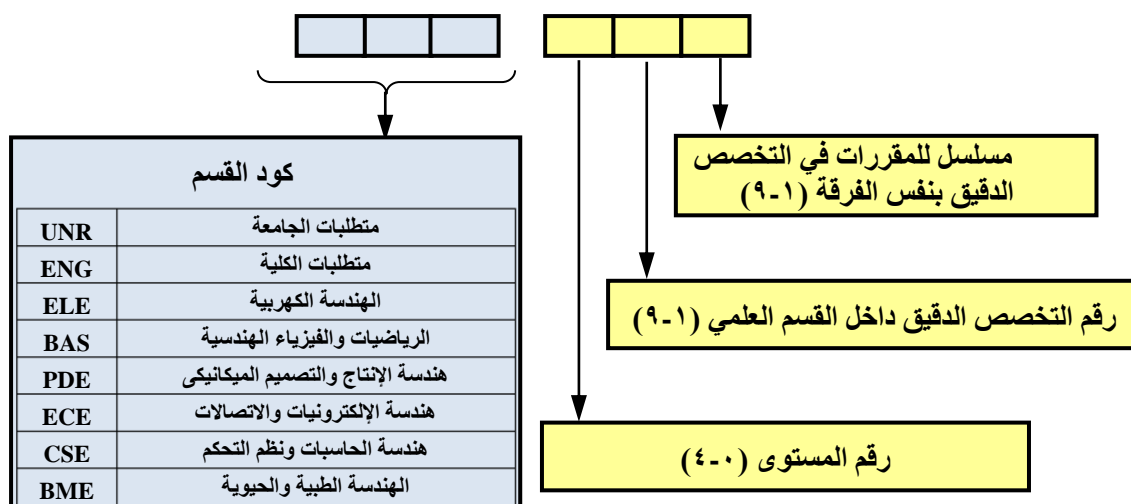 مسلسل للمقررات في التخصص
الدقيق بنفس الفرقة (١-٩)
رقم التخصص الدقيق داخل القسم العلمي (١-٩)
رقم المستوى (٠-٤)
كود القسم
متطلبات الجامعة UNR
متطلبات الكلية ENG
الهندسة الكهربية ELE
الرياضيات والفيزياء الهندسية BAS
هندسة الإنتاج والتصميم الميكانيكى PDE
هندسة الإلكترونيات والاتصالات ECE
هندسة الحاسبات ونظم التحكم CSE
الهندسة الطبية والحيوية BME